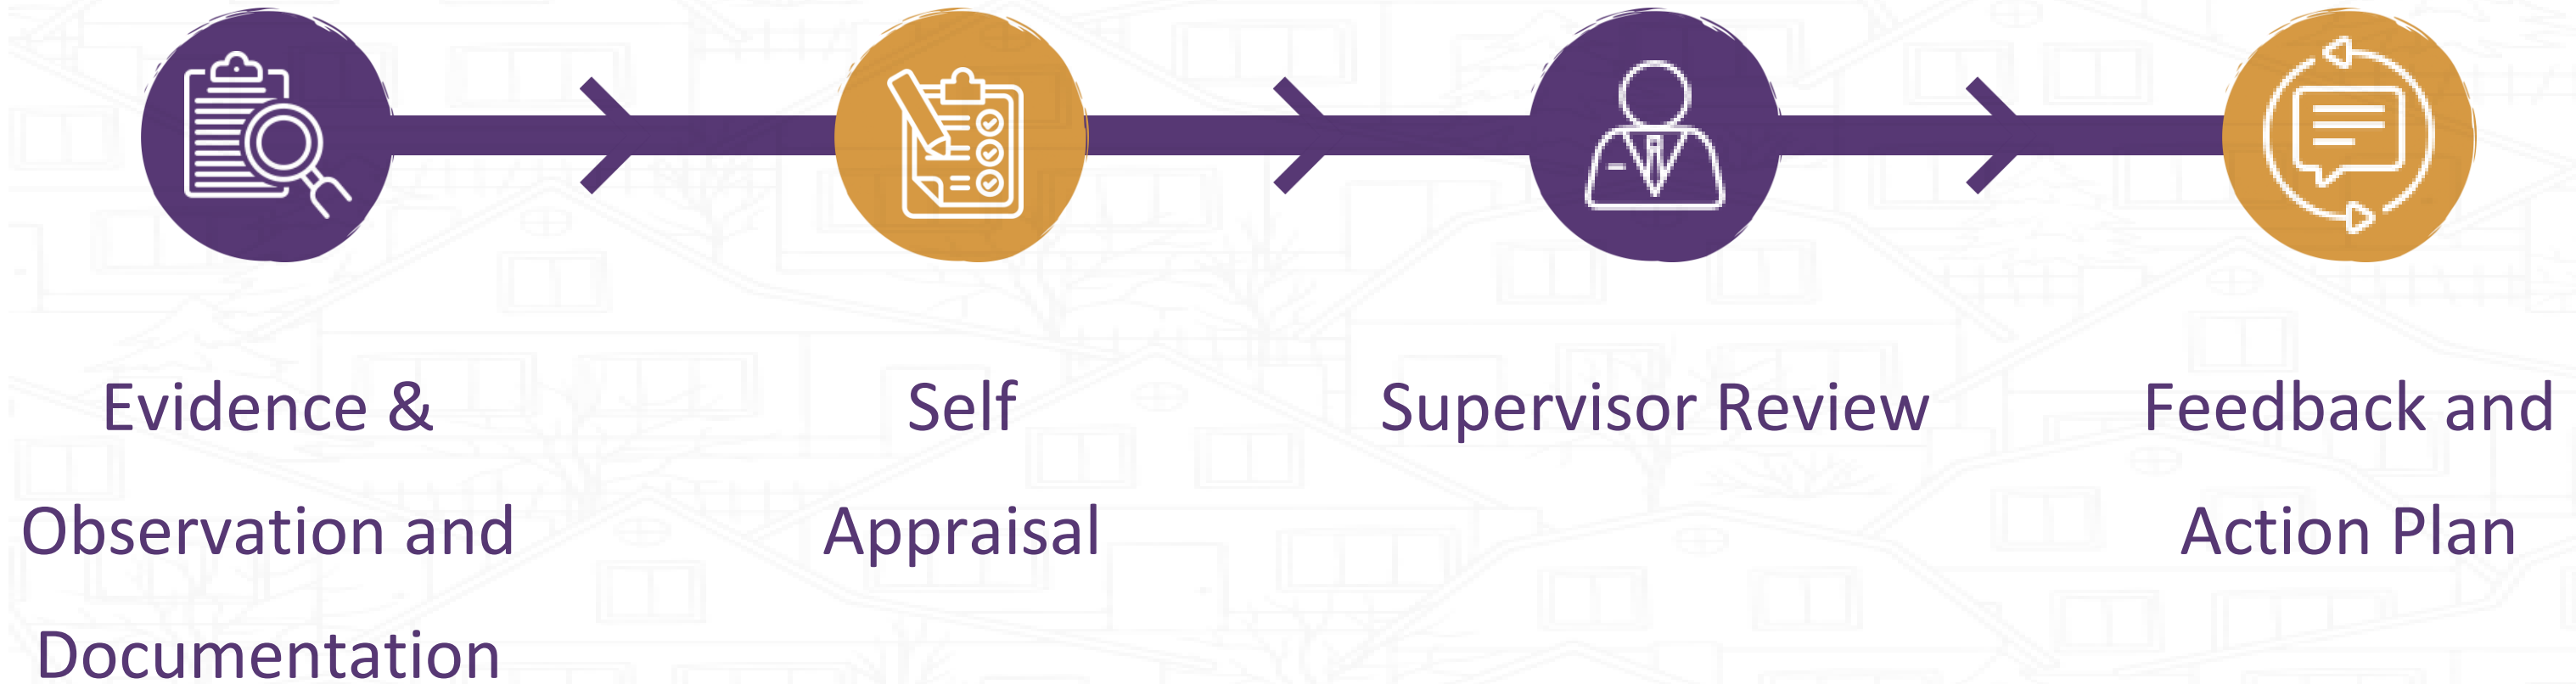 Evidence &
Observation and
Documentation
Self
Appraisal
Supervisor Review
Feedback and
Action Plan